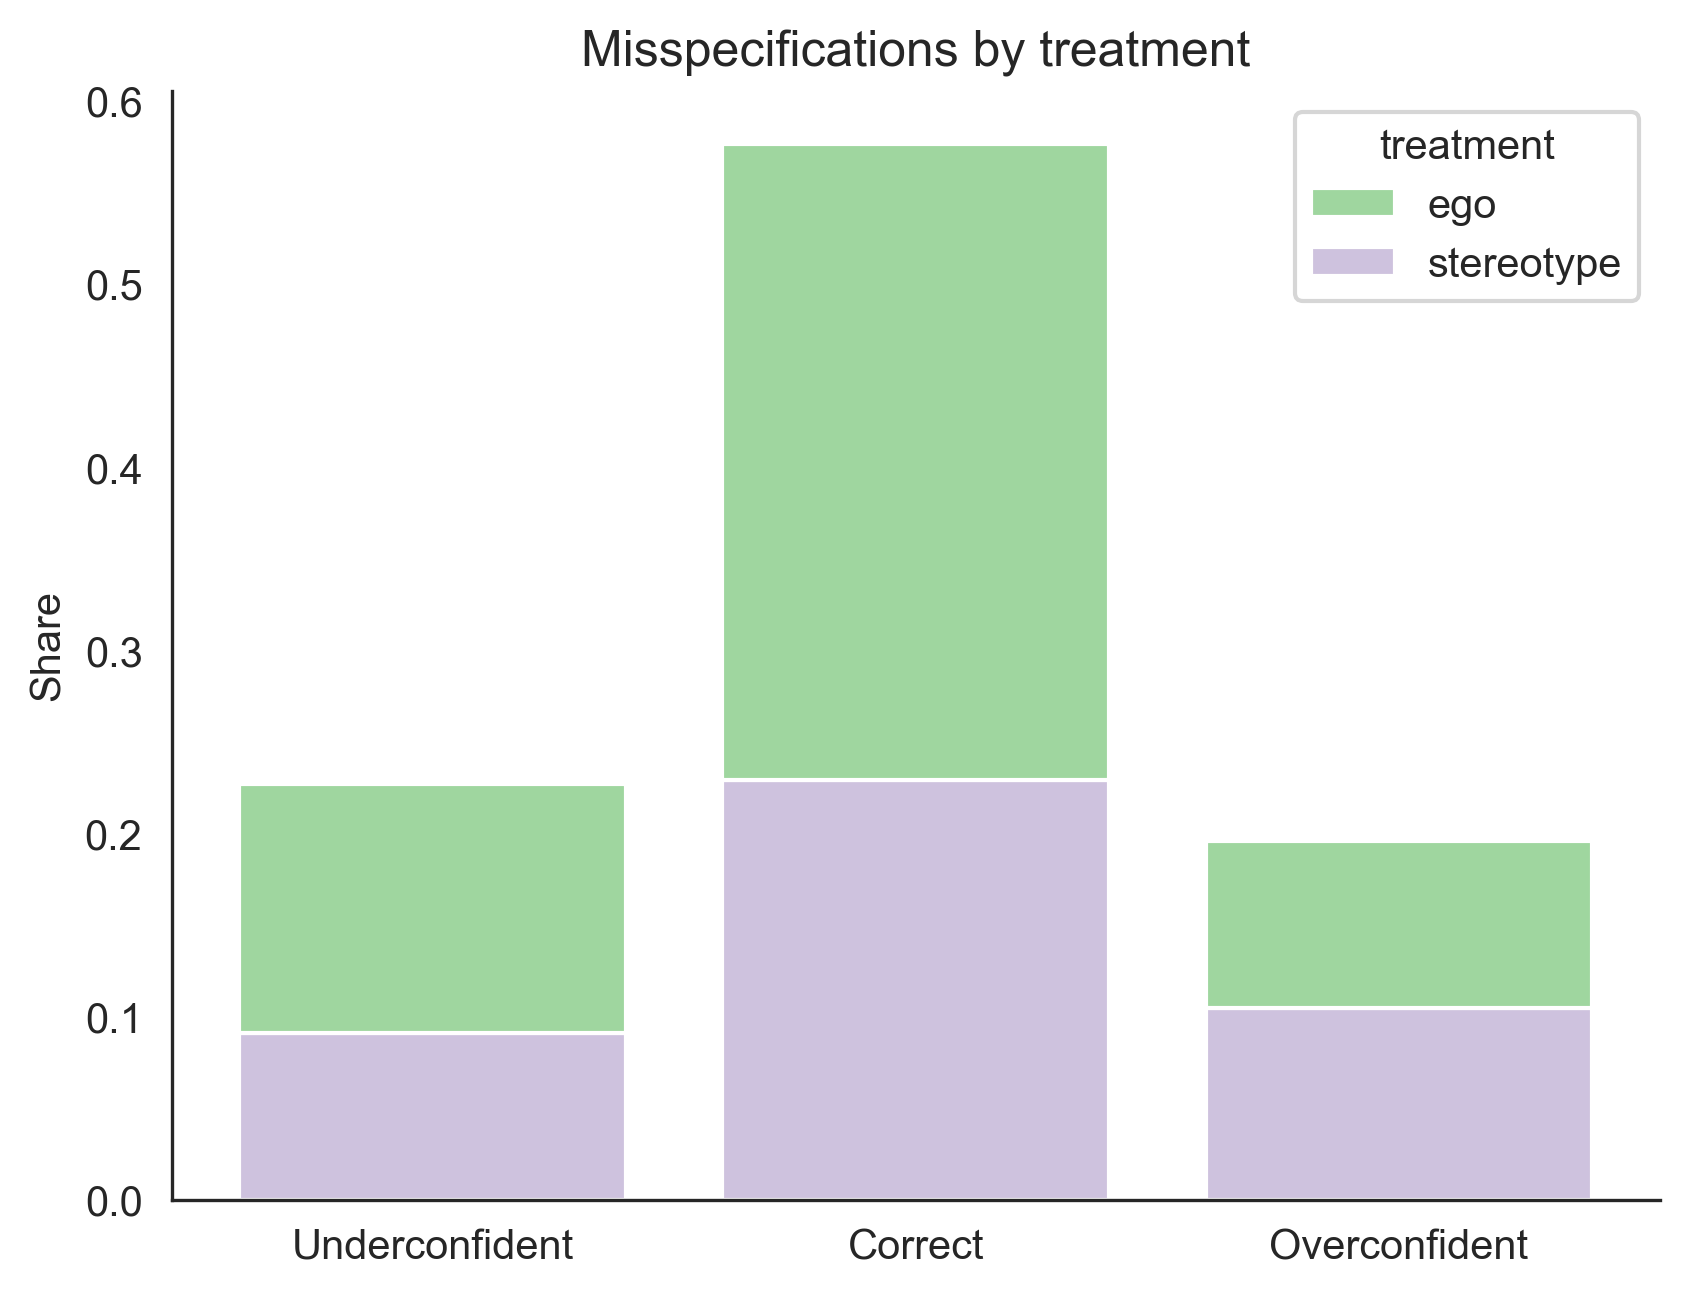 Misspecifications by treatment
treatment
ego
stereotype
Share
0.6
0.5
0.4
0.3
0.2
0.1
0.0
Underconfident
Correct
Overconfident